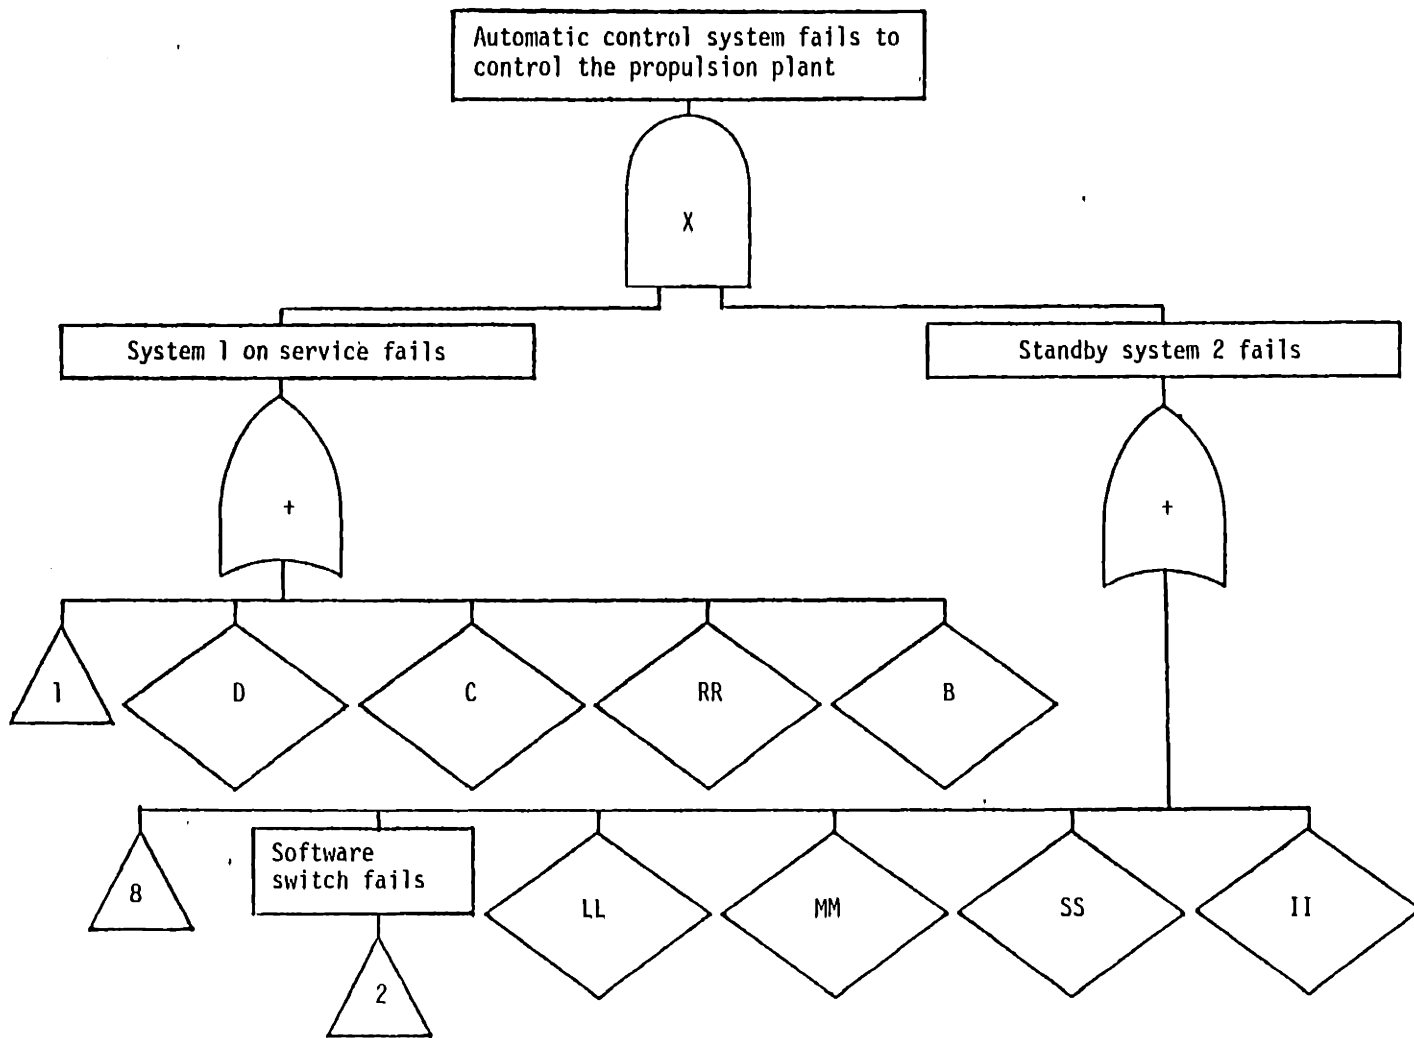 Automatic control system fails to
control the propulsion plant
X
System 1 on service fails
Standby system 2 fails
+
+
1
D
C
RR
B
8
Software
switch fails
LL
MM
SS
II
2